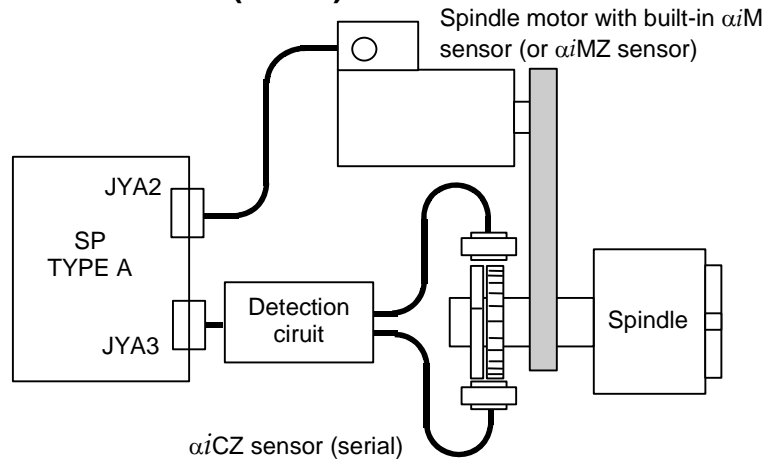 Spindle motor with built-in αiM
sensor (or αiMZ sensor)
JYA2
SP
TYPE A
JYA3
Detection
ciruit
Spindle
αiCZ sensor (serial)